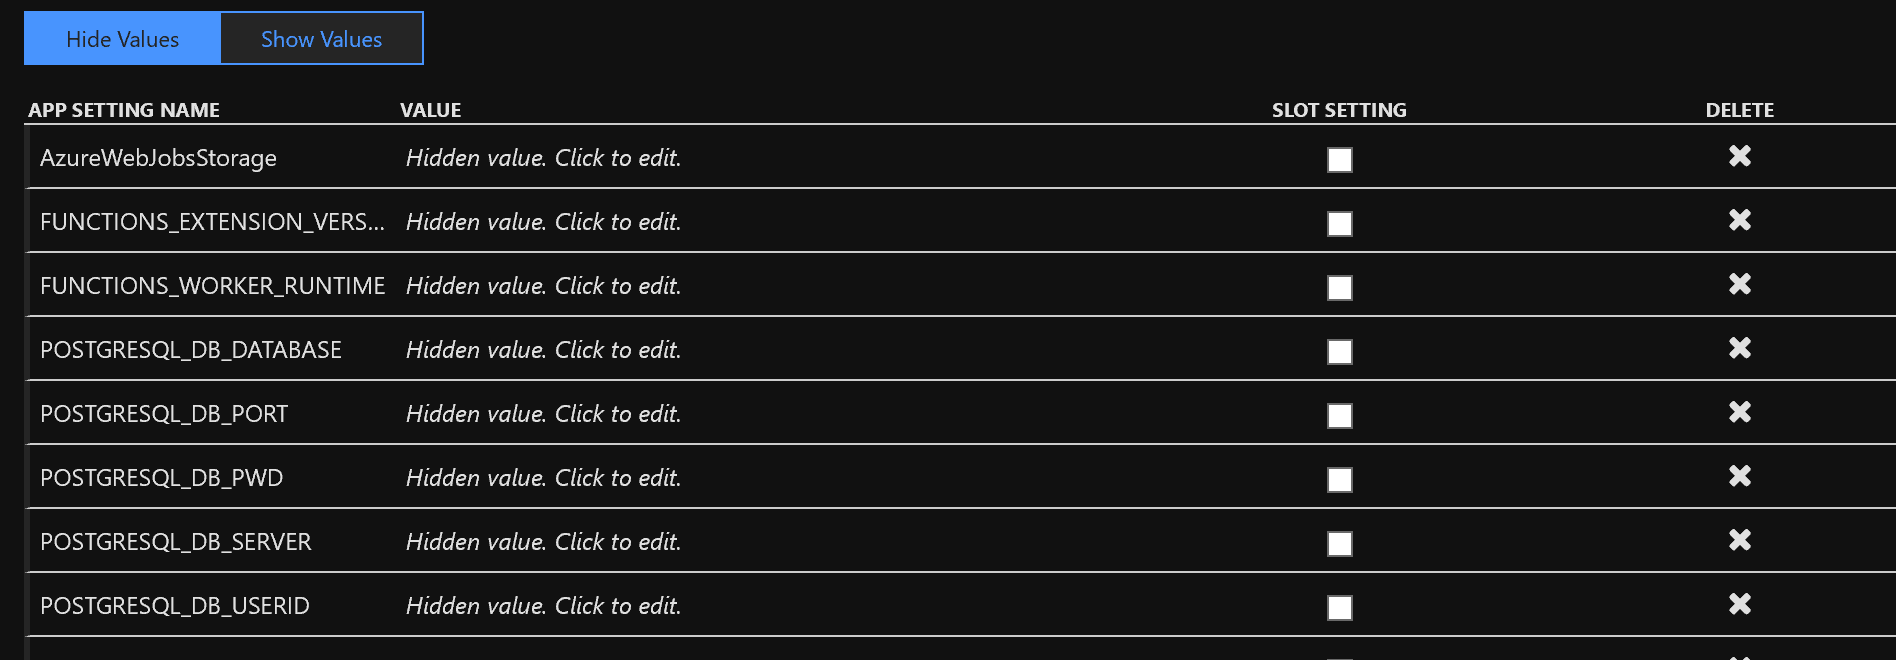 Hide Values Show Values
APP SETTING NAME VALUE SLOT SETTING DELETE
AzureWebJobsStorage Hidden value. Click to edit.
FUNCTIONS_EXTENSION_VERS... Hidden value. Click to edit.
FUNCTIONS_WORKER_RUNTIME Hidden value. Click to edit.
POSTGRESQL_DB_DATABASE Hidden value. Click to edit.
POSTGRESQL_DB_PORT Hidden value. Click to edit.
POSTGRESQL_DB_PWD Hidden value. Click to edit.
POSTGRESQL_DB_SERVER Hidden value. Click to edit.
POSTGRESQL_DB_USERID Hidden value. Click to edit.